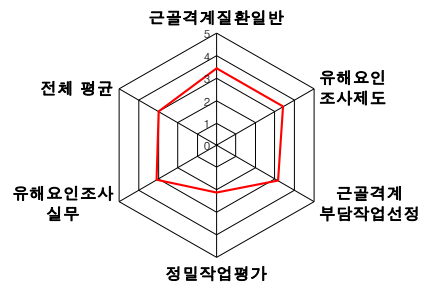 근골격계질환일반
5
4
3
2
1
0
유해요인
조사제도
근골격계
부담작업선정
정밀작업평가
유해요인조사
실무
전체 평균